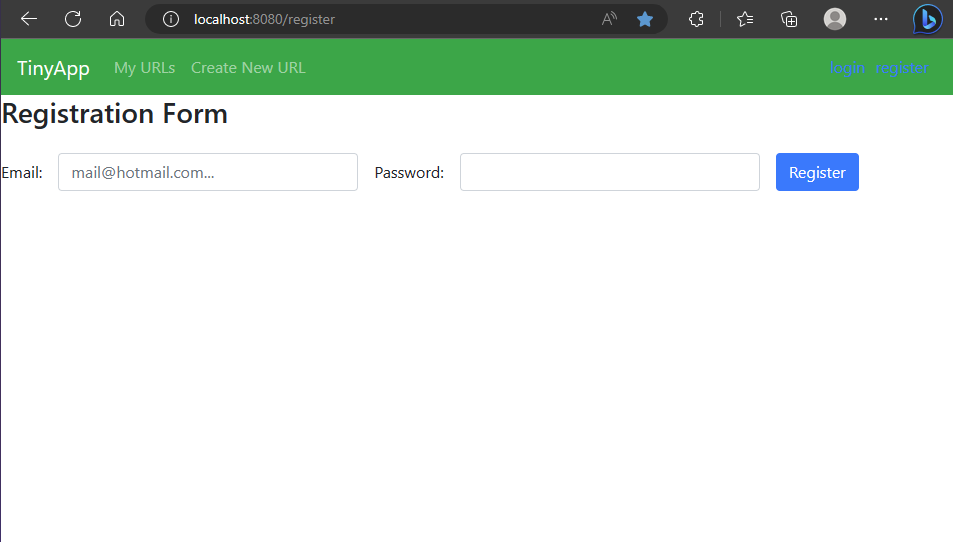 localhost:8080/register
TinyApp My URLs Create New URL login register
Registration Form
Email: mail@hotmail.com... Password: Register